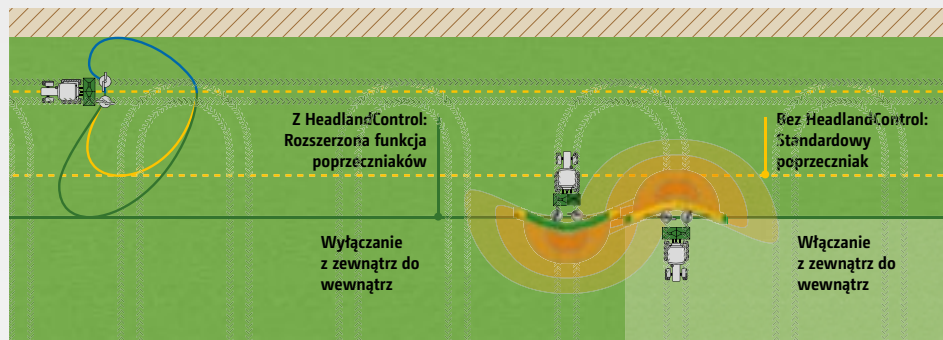 Z HeadlandControl:
Rozszerzona funkcja
poprzeczniaków
Bez HeadlandControl:
Standardowy
poprzeczniak
Wyłączanie
z zewnątrz do
wewnątrz
Włączanie
z zewnątrz do
wewnątrz